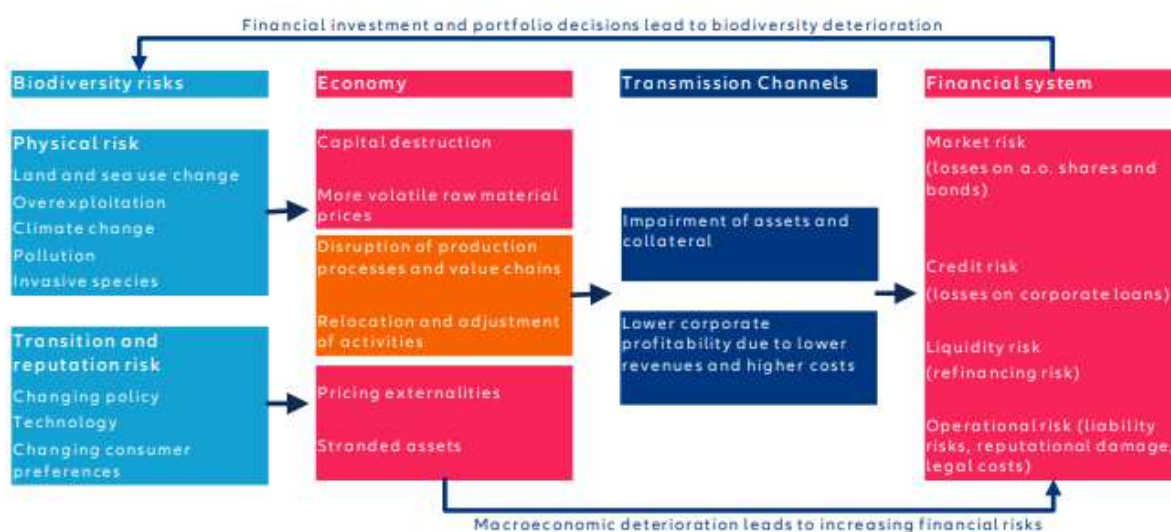 Financial investment and portfolio decisions lead to biodiversity deterioration
Biodiversity risks
Economy
Transmission Channels
Financial system
Physical risk
Land and sea use change
Overexploitation
Climate change
Pollution
Invasive species
Transition and
reputation risk
Changing policy
Technology
Changing consumer
preferences
Capital destruction
More volatile raw material
prices
Disruption of production
processes and value chains
Relocation and adjustment
of activities
Pricing externalities
Stranded assets
Impairment of assets and
collateral
Lower corporate
profitability due to lower
revenues and higher costs
Market risk
(losses on a.o. shares and
bonds)
Credit risk
(losses on corporate loans)
Liquidity risk
(refinancing risk)
Operational risk (liability
risks, reputational damage,
legal costs)
Macroeconomic deterioration leads to increasing financial risks